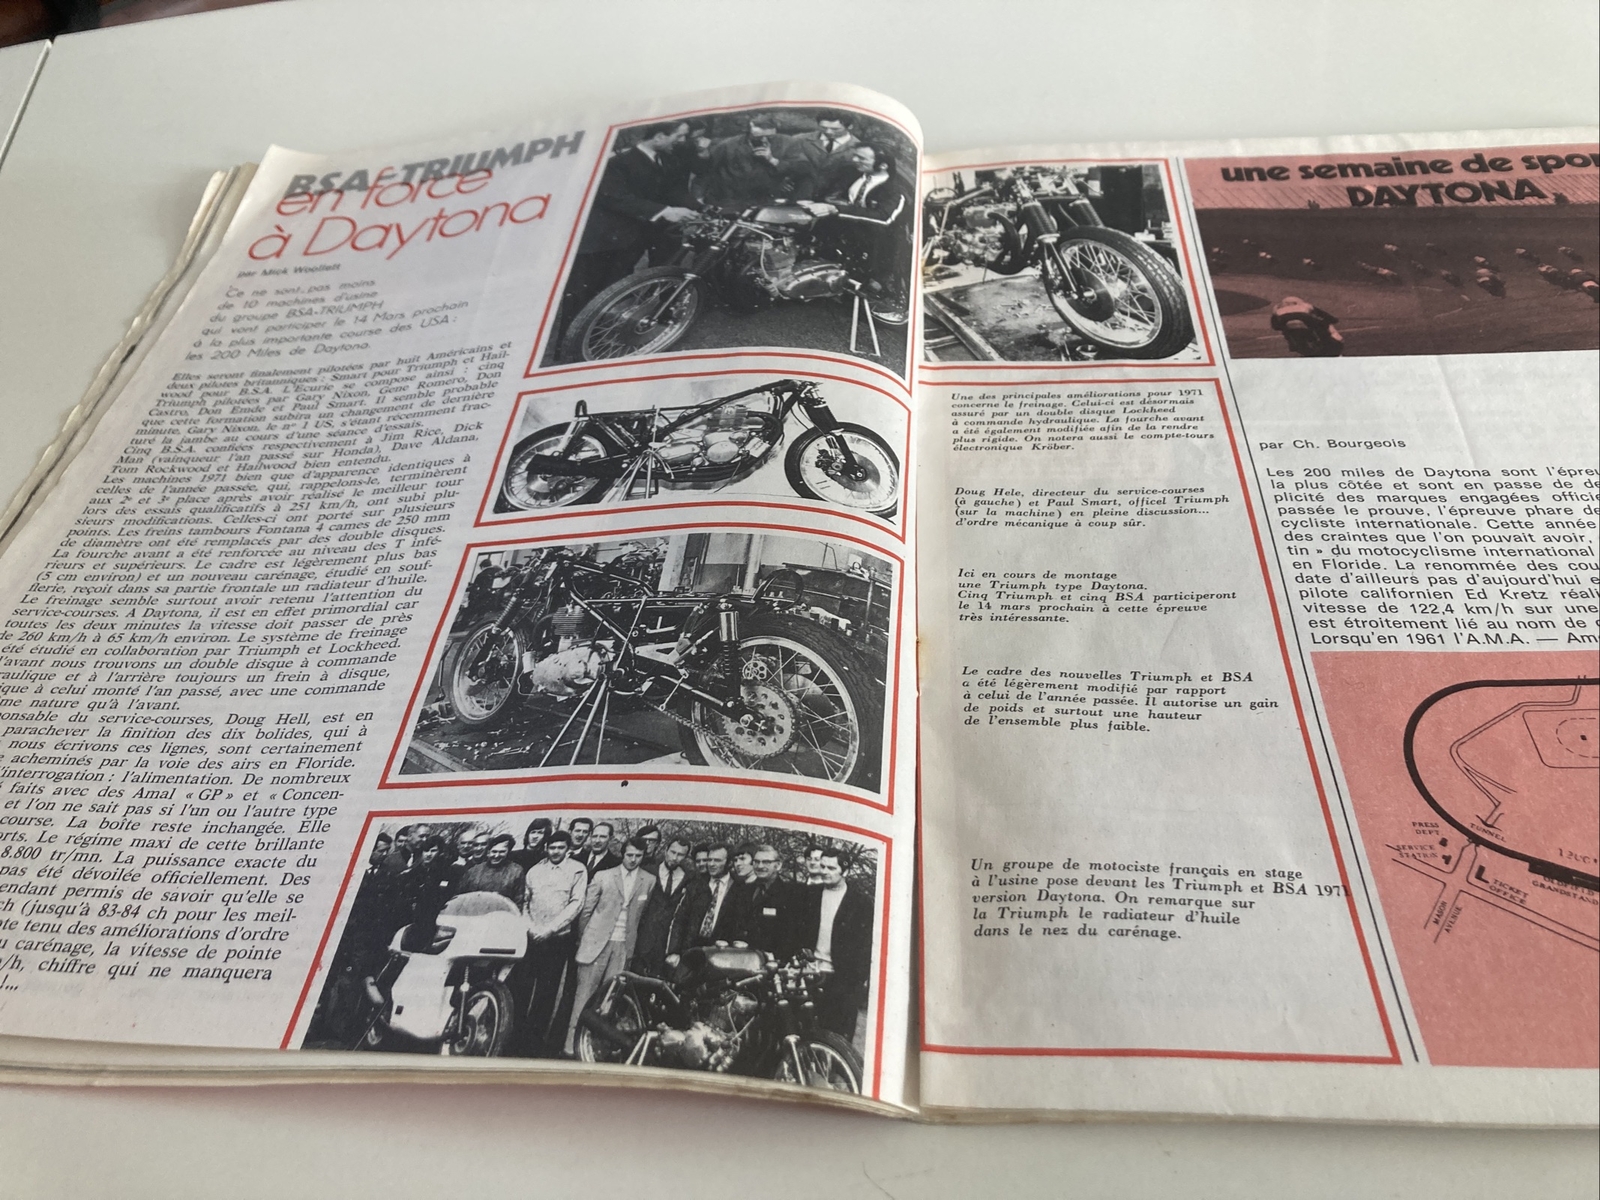 BSA-TRIUMPH
en force
à Daytona
par Mick Woollett
Ce ne sont pas moins
de 10 machines d'usine
du groupe BSA-TRIUMPH
qui vont participer le 14 Mars prochain
à la plus importante course des USA :
les 200 Miles de Daytona.
Elles seront finalement pilotées par huit Américains et
deux pilotes britanniques : Smart pour Triumph et Hail-
wood pour B.S.A. L'Ecurie se compose ainsi : cinq
Triumph pilotées par Gary Nixon, Gene Romero, Don
Castro, Don Emde et Paul Smart. Il semble probable
que cette formation subira un changement de dernière
minute, Gary Nixon, le n° 1 US, s'étant récemment frac-
turé la jambe au cours d'une séance d'essais.
Cinq B.S.A. confiées respectivement à Jim Rice, Dick
Man (vainqueur l'an passé sur Honda), Dave Aldana,
Tom Rockwood et Hailwood bien entendu.
Les machines 1971 bien que d'apparence identiques à
celles de l'année passée, qui, rappelons-le, terminèrent
aux 2e et 3e place après avoir réalisé le meilleur tour
lors des essais qualificatifs à 251 km/h, ont subi plu-
sieurs modifications. Celles-ci ont porté sur plusieurs
points. Les freins tambours Fontana 4 cames de 250 mm
de diamètre ont été remplacés par des double disques.
La fourche avant a été renforcée au niveau des T infé-
rieurs et supérieurs. Le cadre est légèrement plus bas
(5 cm environ) et un nouveau carénage, étudié en souf-
flerie, reçoit dans sa partie frontale un radiateur d'huile.
Le freinage semble surtout avoir retenu l'attention du
service-courses. A Daytona, il est en effet primordial car
toutes les deux minutes la vitesse doit passer de près
de 260 km/h à 65 km/h environ. Le système de freinage
été étudié en collaboration par Triumph et Lockheed.
l'avant nous trouvons un double disque à commande
raulique et à l'arrière toujours un frein à disque,
ique à celui monté l'an passé, avec une commande
me nature qu'à l'avant.
onsable du service-courses, Doug Hell, est en
parachever la finition des dix bolides, qui à
nous écrivons ces lignes, sont certainement
acheminés par la voie des airs en Floride.
'interrogation : l'alimentation. De nombreux
faits avec des Amal « GP » et « Concen-
et l'on ne sait pas si l'un ou l'autre type
course. La boîte reste inchangée. Elle
rts. Le régime maxi de cette brillante
8.800 tr/mn. La puissance exacte du
pas été dévoilée officiellement. Des
endant permis de savoir qu'elle se
ch (jusqu'à 83-84 ch pour les meil-
te tenu des améliorations d'ordre
u carénage, la vitesse de pointe
/h, chiffre qui ne manquera
!...
Une des principales améliorations pour 1971
concerne le freinage. Celui-ci est désormais
assuré par un double disque Lockheed
à commande hydraulique. La fourche avant
a été également modifiée afin de la rendre
plus rigide. On notera aussi le compte-tours
électronique Kröber.
Doug Hele, directeur du service-courses
(à gauche) et Paul Smart, officel Triumph
(sur la machine) en pleine discussion...
d'ordre mécanique à coup sûr.
Ici en cours de montage
une Triumph type Daytona.
Cinq Triumph et cinq BSA participeront
le 14 mars prochain à cette épreuve
très intéressante.
Le cadre des nouvelles Triumph et BSA
a été légèrement modifié par rapport
à celui de l'année passée. Il autorise un gain
de poids et surtout une hauteur
de l'ensemble plus faible.
Un groupe de motociste français en stage
à l'usine pose devant les Triumph et BSA 1971
version Daytona. On remarque sur
la Triumph le radiateur d'huile
dans le nez du carénage.
une semaine de spor
DAYTONA
par Ch. Bourgeois
Les 200 miles de Daytona sont l'épreu
la plus côtée et sont en passe de de
plicité des marques engagées officie
passée le prouve, l'épreuve phare de
cycliste internationale. Cette année
des craintes que l'on pouvait avoir,
tin » du motocyclisme international
en Floride. La renommée des cou
date d'ailleurs pas d'aujourd'hui e
pilote californien Ed Kretz réali
vitesse de 122,4 km/h sur une
est étroitement lié au nom de
Lorsqu'en 1961 l'A.M.A. — Am
PRESS
DEPT
SERVICE
STATION
TUNNEL
TICKET
OFFICE
MAJOR
AVENUE
GRANDSTAND